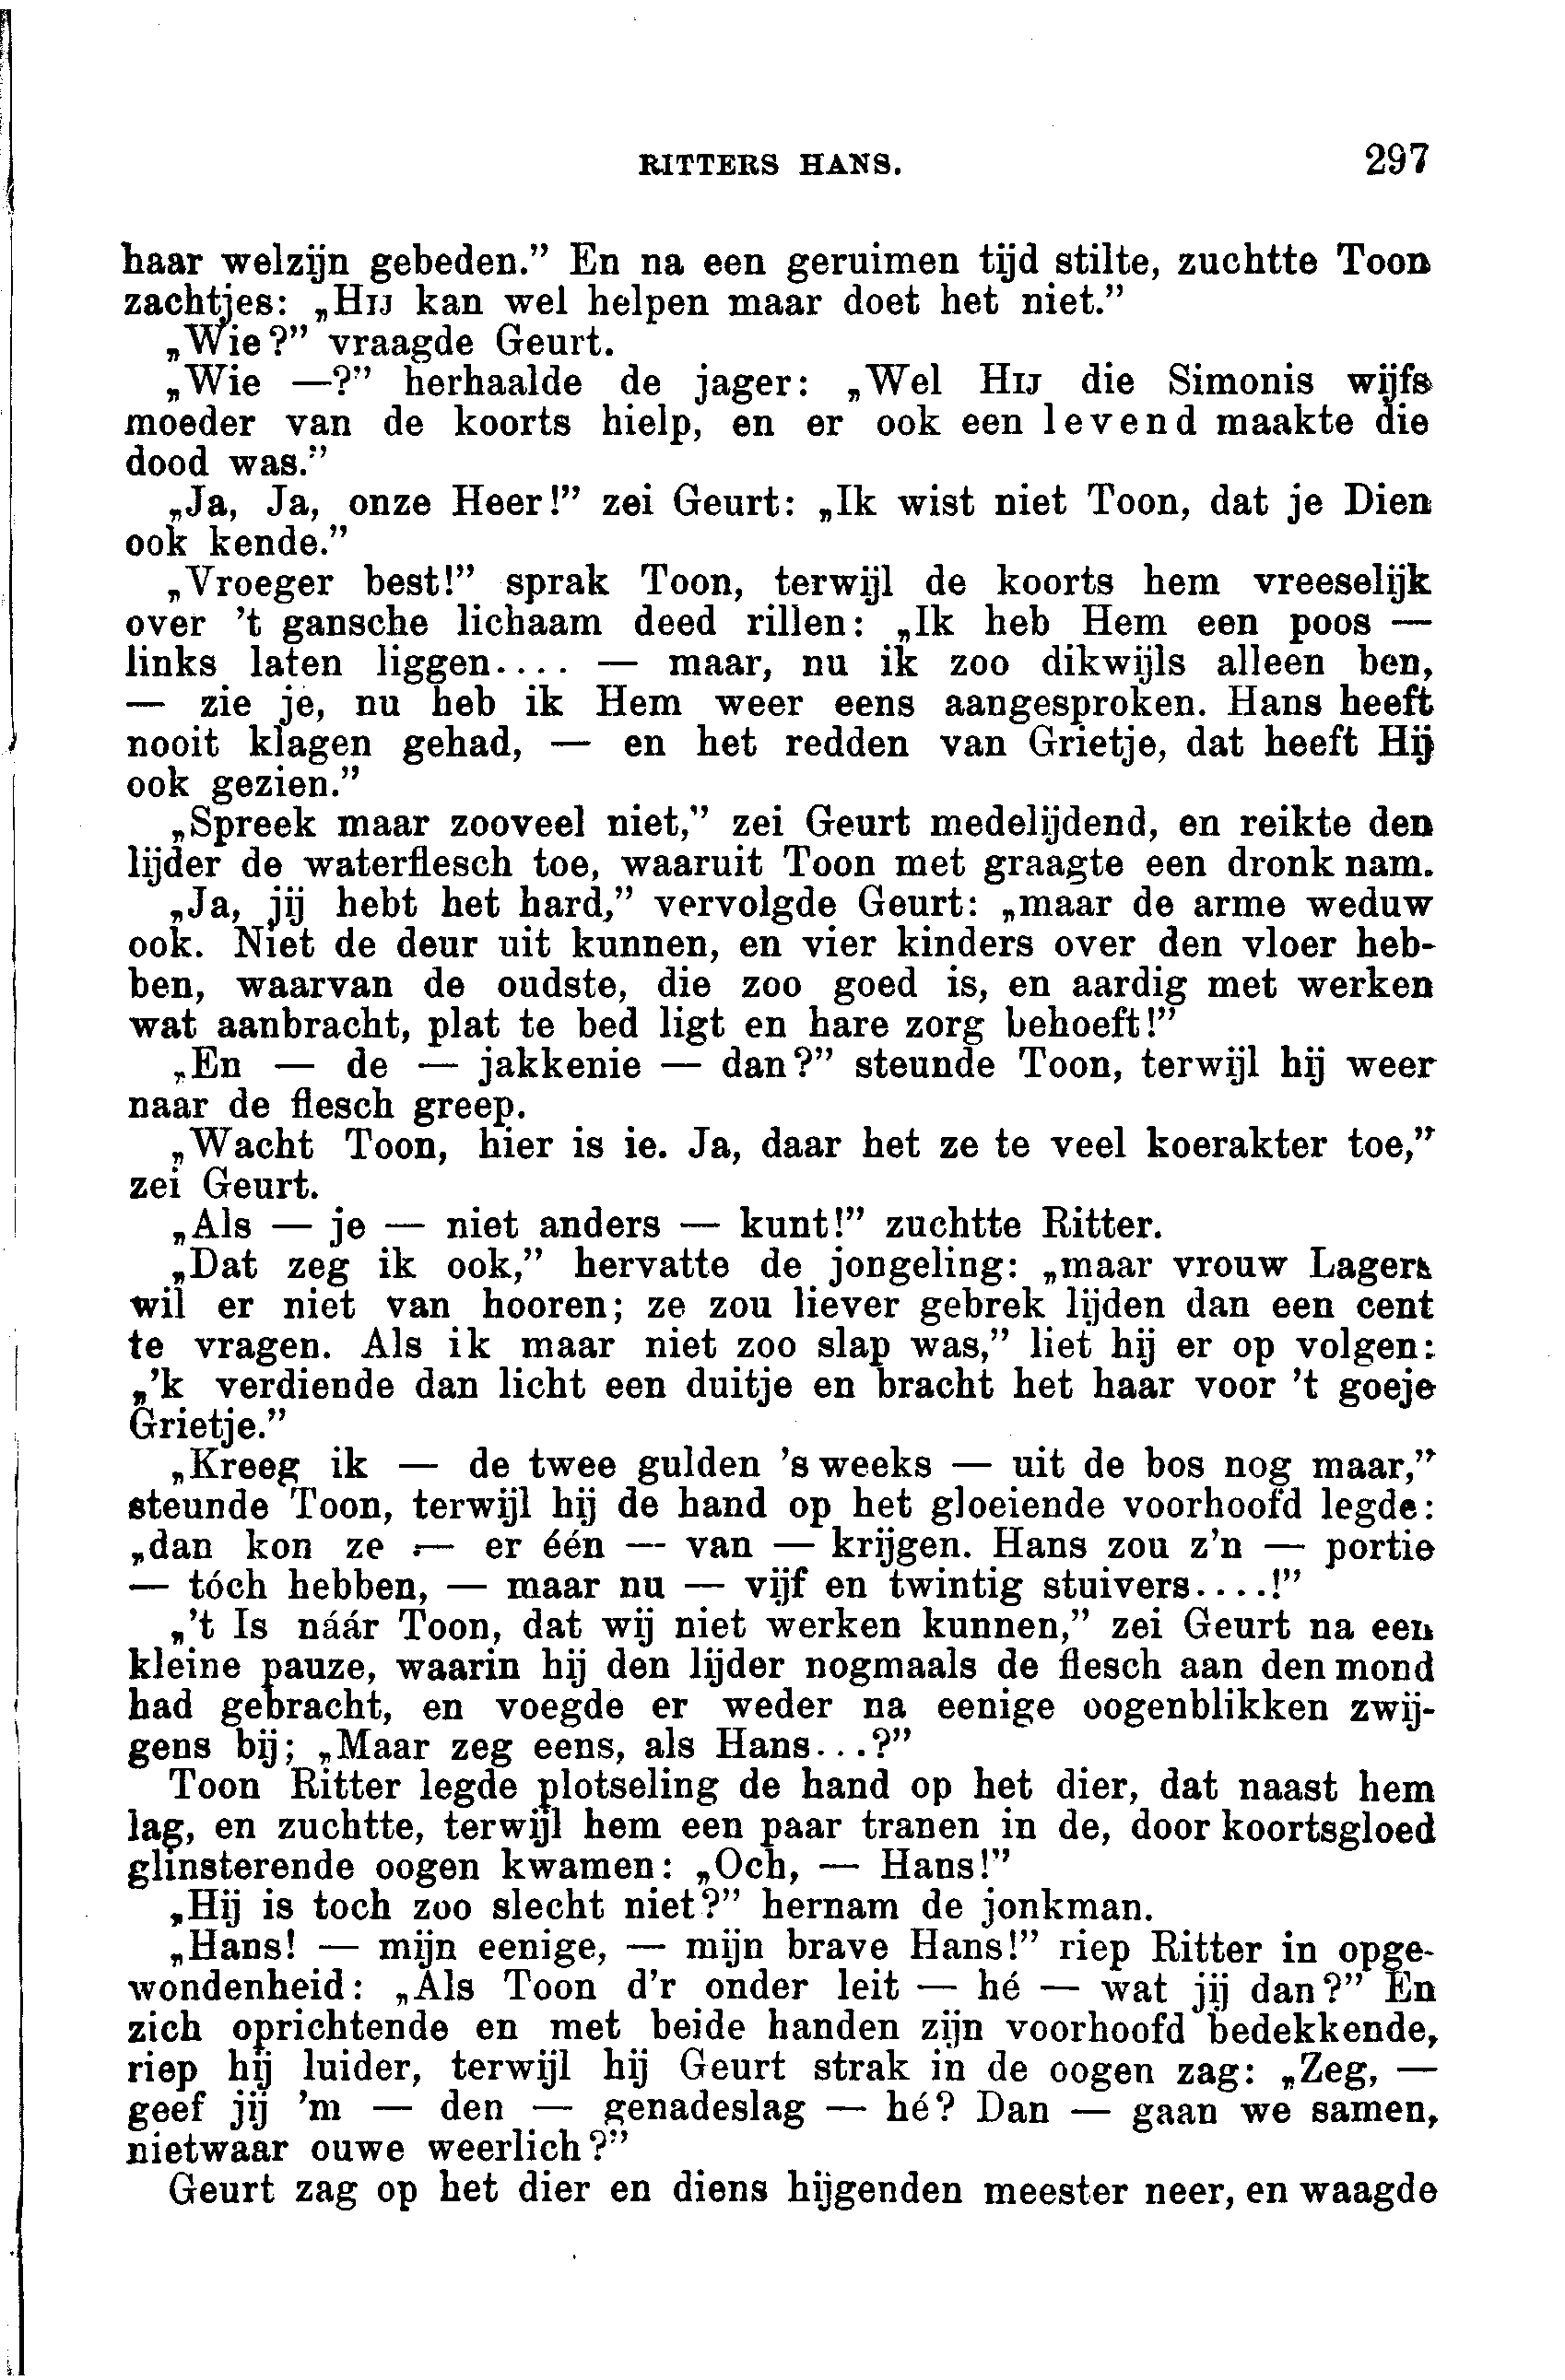 RITTERS HANS. 297
haar welzijn gebeden.” En na een geruimen tijd stilte, zuchtte Toon
zachtjes: „HIJ kan wel helpen maar doet het niet.”
„Wie?” vraagde Geurt.
„Wie —?” herhaalde de jager: „Wel HIJ die Simonis wijfs
moeder van de koorts hielp, en er ook een levend maakte die
dood was.”
„Ja, Ja, onze Heer!” zei Geurt: „Ik wist niet Toon, dat je Dien
ook kende.”
„Vroeger best!” sprak Toon, terwijl de koorts hem vreeselijk
over ’t gansche lichaam deed rillen: „Ik heb Hem een poos —
links laten liggen.... — maar, nu ik zoo dikwijls alleen ben,
— zie je, nu heb ik Hem weer eens aangesproken. Hans heeft
nooit klagen gehad, — en het redden van Grietje, dat heeft Hij
ook gezien.”
„Spreek maar zooveel niet,” zei Geurt medelijdend, en reikte den
lijder de waterflesch toe, waaruit Toon met graagte een dronk nam.
„Ja, jij hebt het hard,” vervolgde Geurt: „maar de arme weduw
ook. Niet de deur uit kunnen, en vier kinders over den vloer heb-
ben, waarvan de oudste, die zoo goed is, en aardig met werken
wat aanbracht, plat te bed ligt en hare zorg behoeft!”
„En — de — jakkenie — dan?” steunde Toon, terwijl hij weer
naar de flesch greep.
„Wacht Toon, hier is ie. Ja, daar het ze te veel koerakter toe,”
zei Geurt.
„Als — je — niet anders — kunt!” zuchtte Ritter.
„Dat zeg ik ook,” hervatte de jongeling: „maar vrouw Lagers
wil er niet van hooren; ze zou liever gebrek lijden dan een cent
te vragen. Als ik maar niet zoo slap was,” liet hij er op volgen:
„’k verdiende dan licht een duitje en bracht het haar voor ’t goeje
Grietje.”
„Kreeg ik — de twee gulden ’s weeks — uit de bos nog maar,”
steunde Toon, terwijl hij de hand op het gloeiende voorhoofd legde:
„dan kon ze — er één — van — krijgen. Hans zou z’n — portie
— tóch hebben, — maar nu — vijf en twintig stuivers....!”
„’t Is náár Toon, dat wij niet werken kunnen,” zei Geurt na een
kleine pauze, waarin hij den lijder nogmaals de flesch aan den mond
had gebracht, en voegde er weder na eenige oogenblikken zwij-
gens bij; „Maar zeg eens, als Hans...?”
Toon Ritter legde plotseling de hand op het dier, dat naast hem
lag, en zuchtte, terwijl hem een paar tranen in de, door koortsgloed
glinsterende oogen kwamen: „Och, — Hans!”
„Hij is toch zoo slecht niet?” hernam de jonkman.
„Hans! — mijn eenige, — mijn brave Hans!” riep Ritter in opge-
wondenheid: „Als Toon d’r onder leit — hé — wat jij dan?” En
zich oprichtende en met beide handen zijn voorhoofd bedekkende,
riep hij luider, terwijl hij Geurt strak in de oogen zag: „Zeg, —
geef jij ’m — den — genadeslag — hé? Dan — gaan we samen,
nietwaar ouwe weerlich?”
Geurt zag op het dier en diens hijgenden meester neer, en waagde